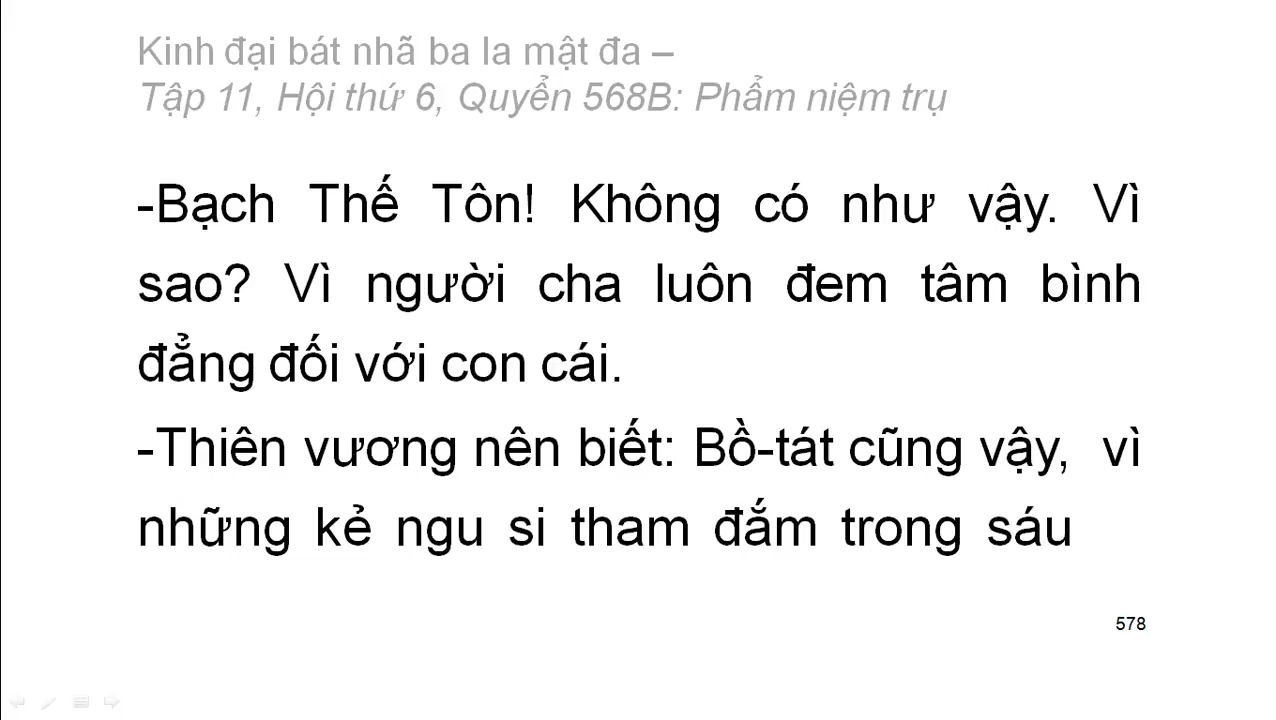 Kinh đại bát nhã ba la mật đa –
Tập 11, Hội thứ 6, Quyển 568B: Phẩm niệm trụ
-Bạch Thế Tôn! Không có như vậy. Vì
sao? Vì người cha luôn đem tâm bình
đẳng đối với con cái.
-Thiên vương nên biết: Bồ-tát cũng vậy, vì
những kẻ ngu si tham đắm trong sáu
578